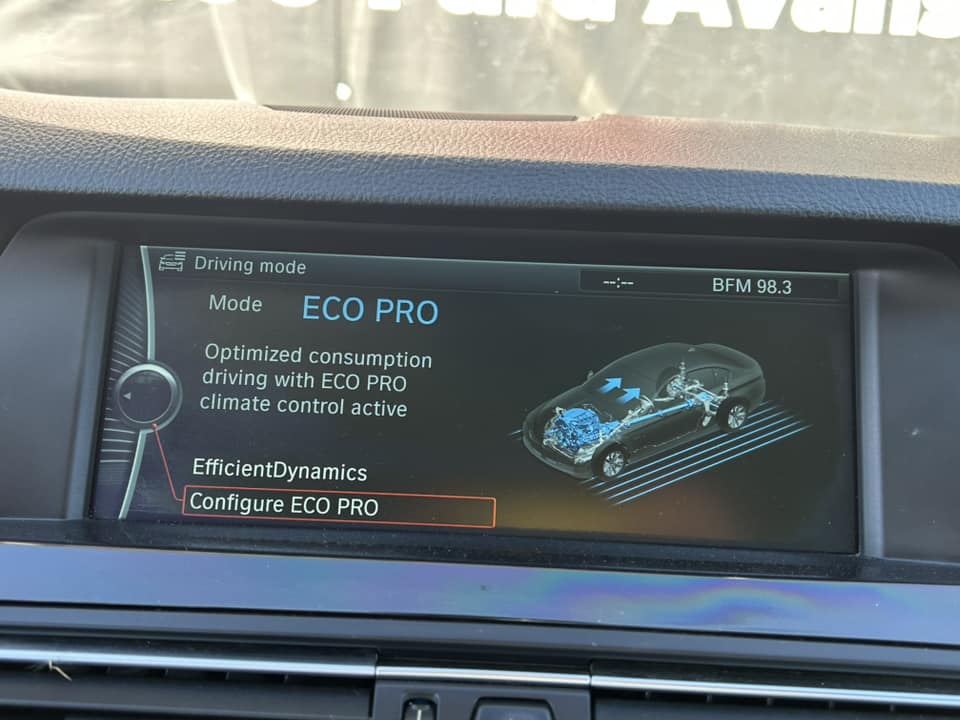 Avail
Driving mode
--:--
BFM 98.3
Mode ECO PRO
Optimized consumption
driving with ECO PRO
climate control active
EfficientDynamics
Configure ECO PRO